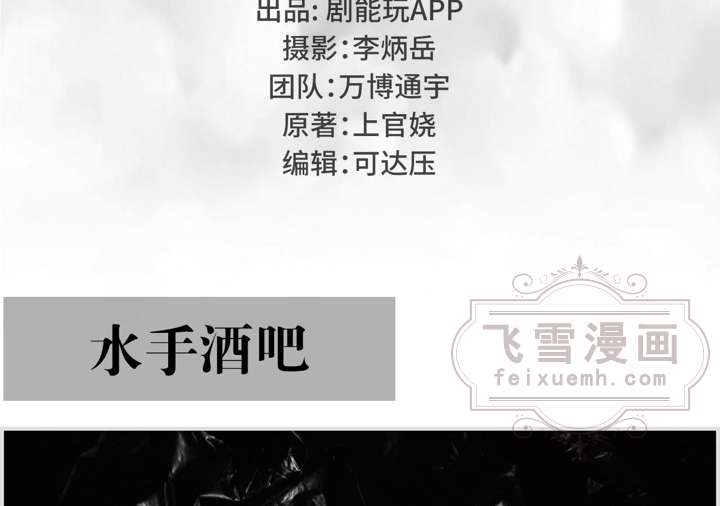 出品: 剧能玩APP
摄影:李炳岳
团队:万博通宇
原著:上官娆
编辑:可达压
水手酒吧
飞雪漫画
feixuemh.com